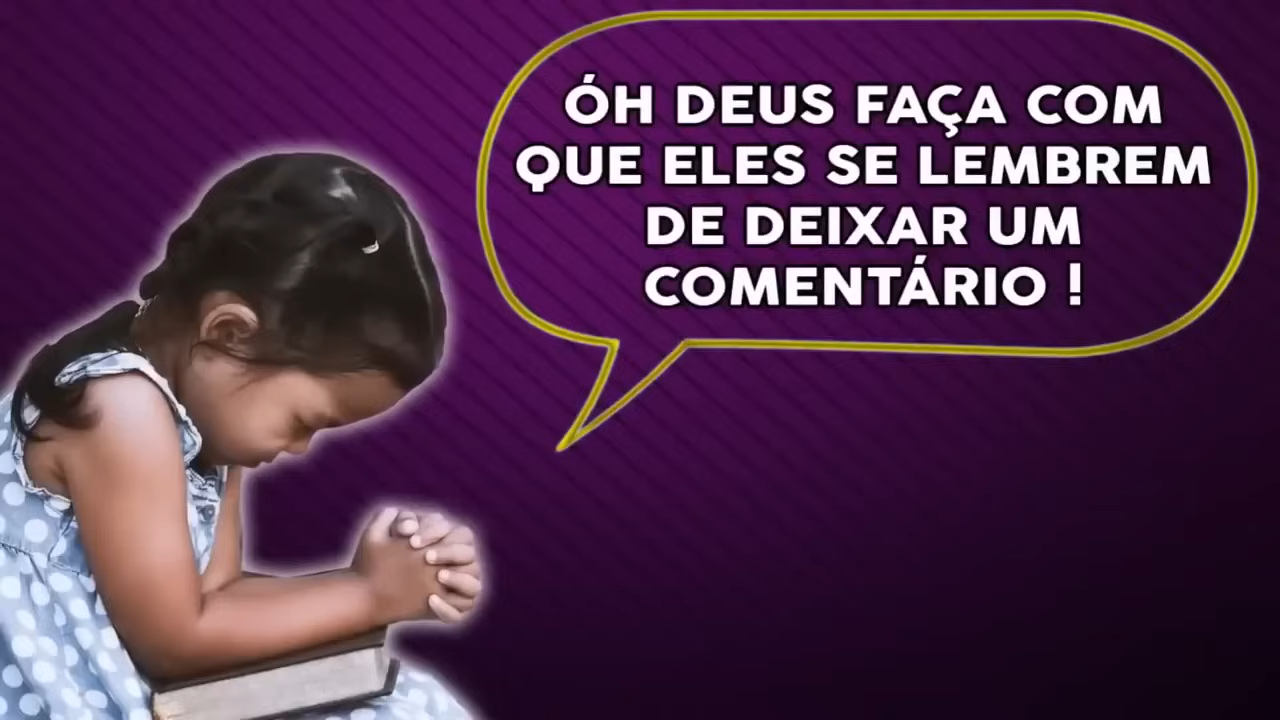 ÓH DEUS FAÇA COM
QUE ELES SE LEMBREM
DE DEIXAR UM
COMENTÁRIO !